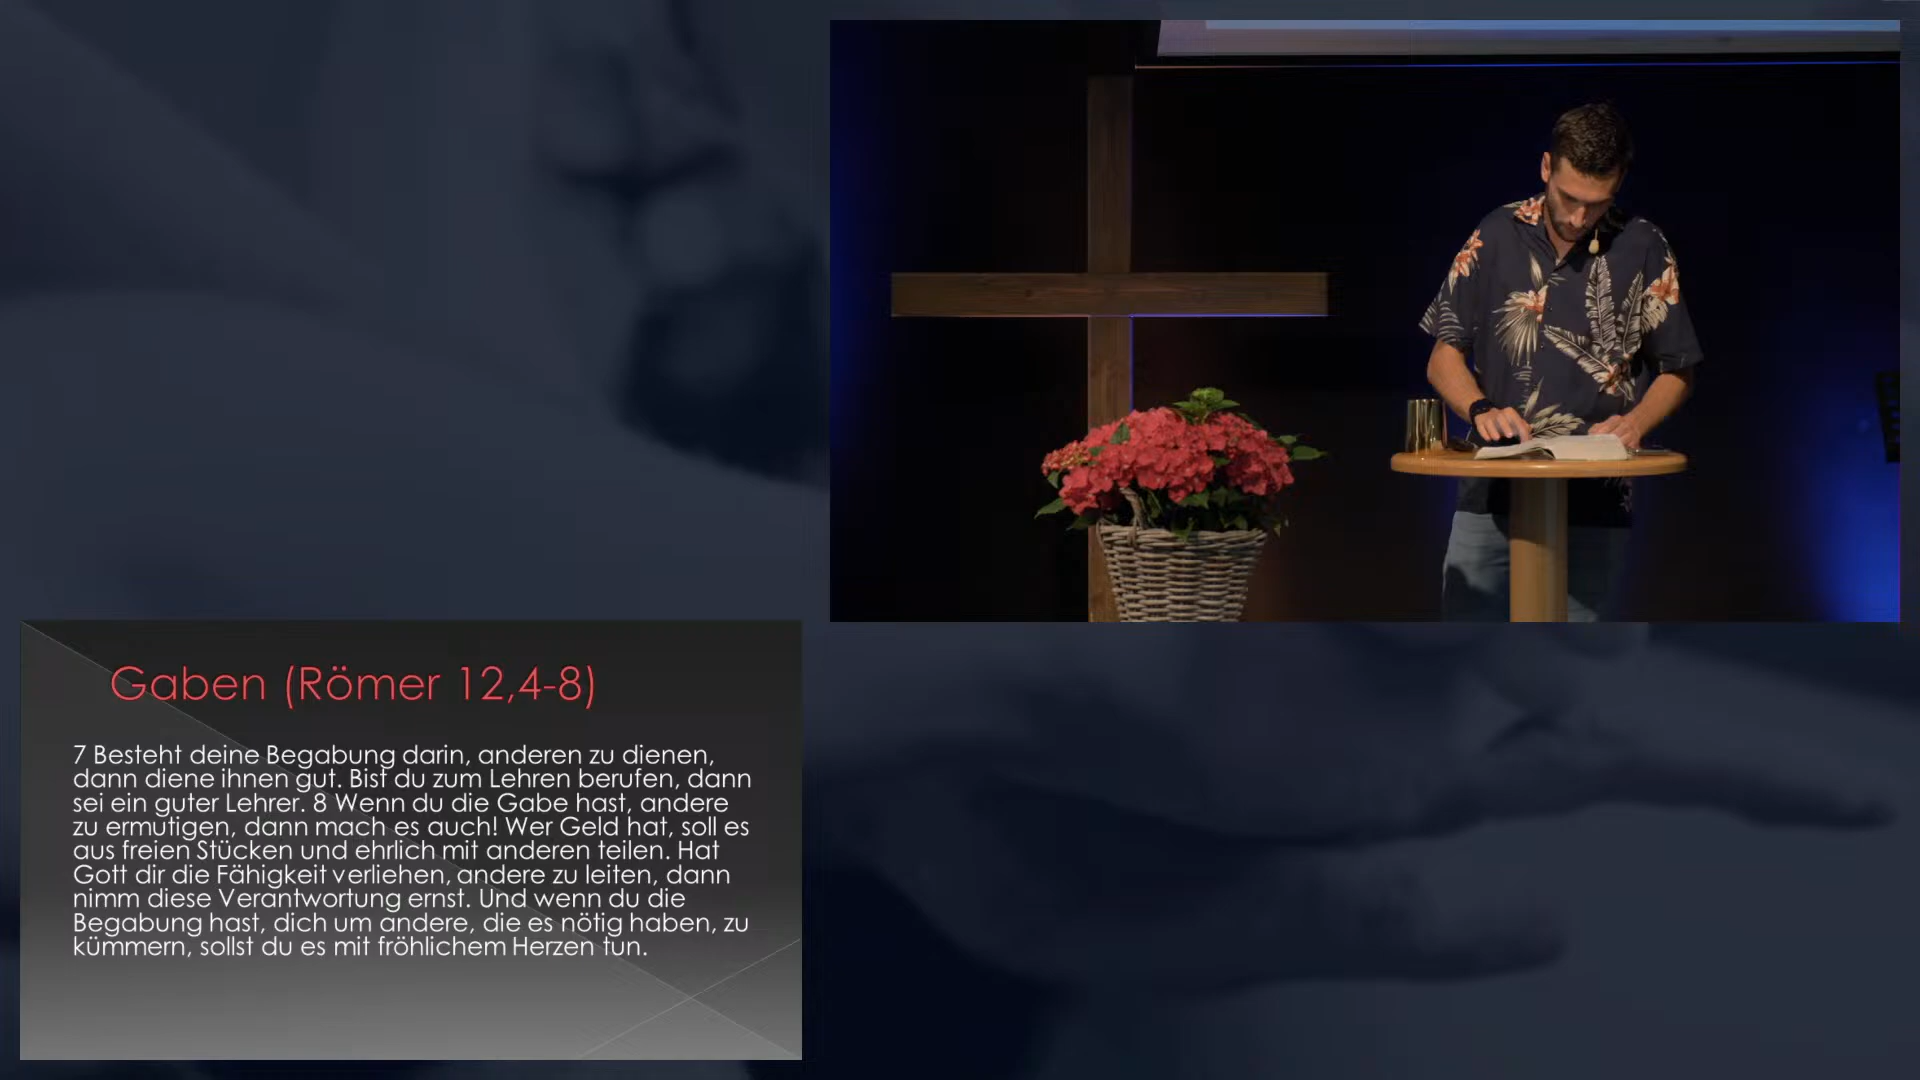 Gaben (Römer 12,4-8)
7 Besteht deine Begabung darin, anderen zu dienen,
dann diene ihnen gut. Bist du zum Lehren berufen, dann
sei ein guter Lehrer. 8 Wenn du die Gabe hast, andere
zu ermutigen, dann mach es auch! Wer Geld hat, soll es
aus freien Stücken und ehrlich mit anderen teilen. Hat
Gott dir die Fähigkeit verliehen, andere zu leiten, dann
nimm diese Verantwortung ernst. Und wenn du die
Begabung hast, dich um andere, die es nötig haben, zu
kümmern, sollst du es mit fröhlichem Herzen tun.